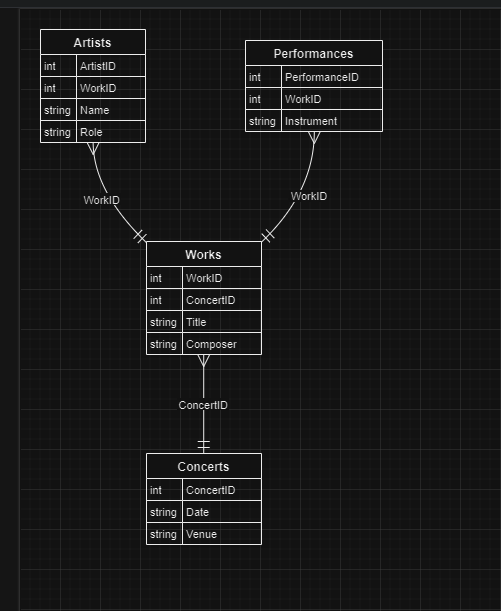 Artists
int ArtistID
int WorkID
string Name
string Role
Performances
int PerformanceID
int WorkID
string Instrument
WorkID
WorkID
Works
int WorkID
int ConcertID
string Title
string Composer
ConcertID
Concerts
int ConcertID
string Date
string Venue